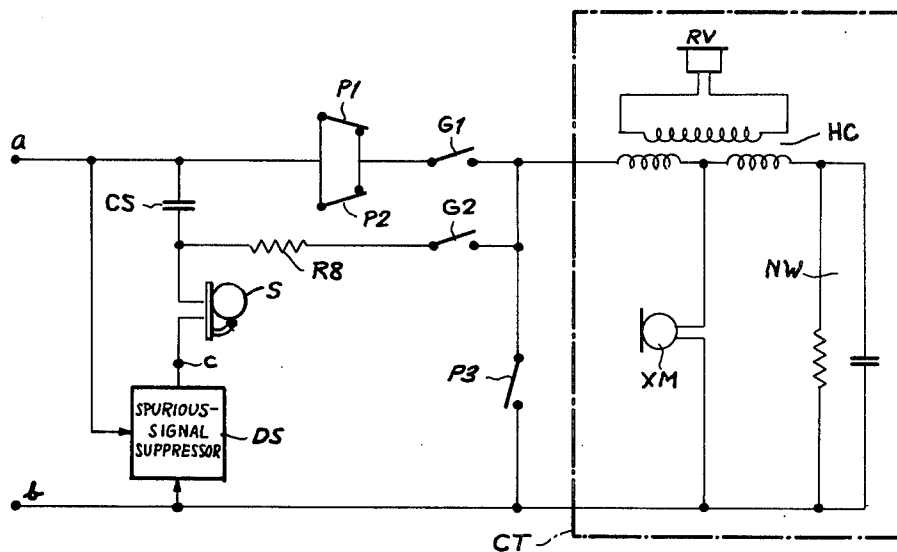 RV
P1
G1
HC
a
CS
P2
G2
R8
NW
S
XM
c
P3
SPURIOUS-
SIGNAL
SUPPRESSOR
DS
b
CT